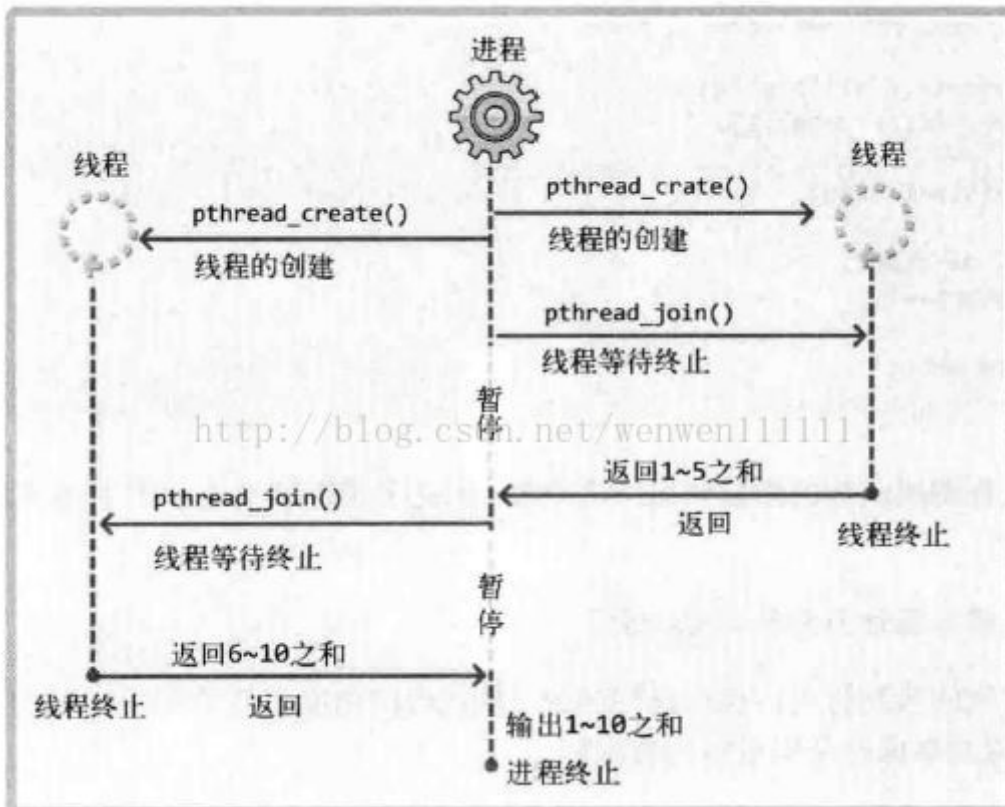 进程
线程
线程
pthread_crate()
pthread_create()
线程的创建
线程的创建
pthread_join()
线程等待终止
暂停
http://blog.csdn.net/wenwen111111
返回1~5之和
pthread_join()
返回
线程终止
线程等待终止
暂停
返回6~10之和
线程终止
返回
输出1~10之和
进程终止